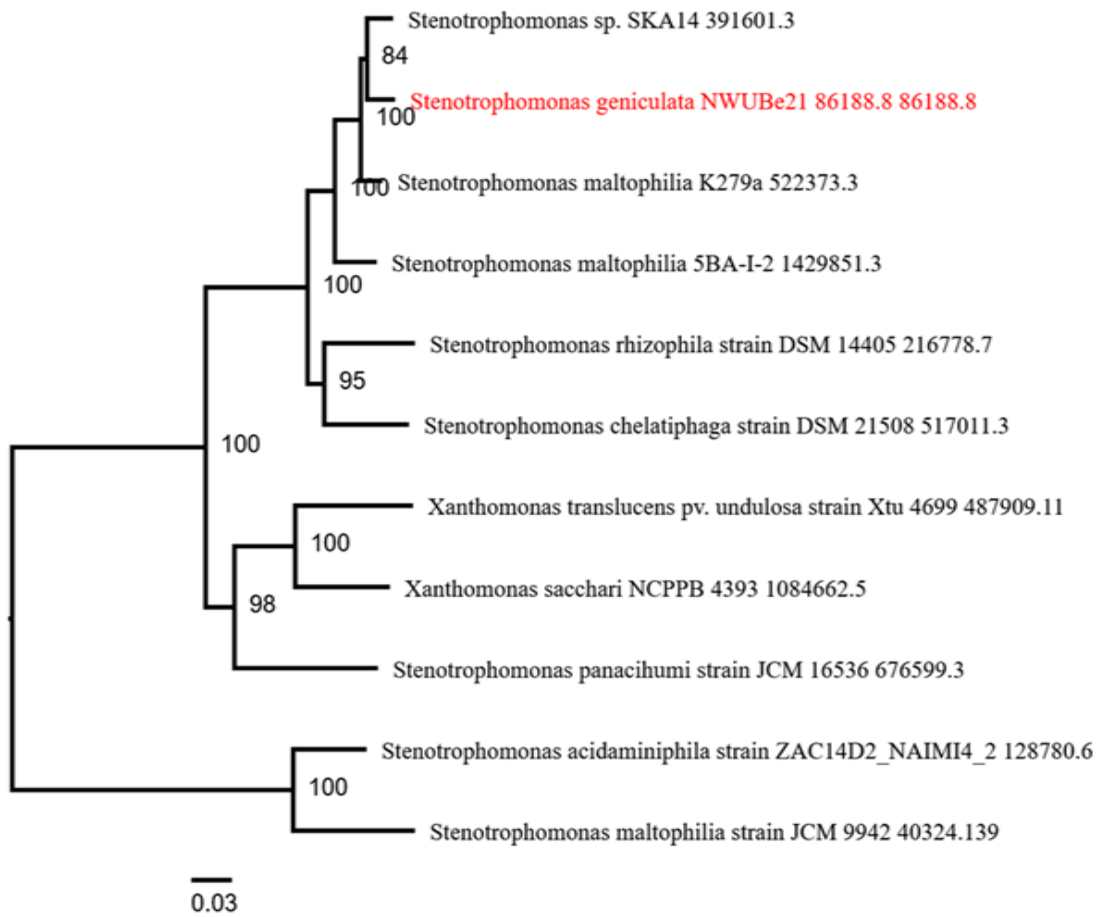 Stenotrophomonas sp. SKA14 391601.3
84
Stenotrophomonas geniculata NWUBe21 86188.8 86188.8
100
Stenotrophomonas maltophilia K279a 522373.3
100
Stenotrophomonas maltophilia 5BA-I-2 1429851.3
100
Stenotrophomonas rhizophila strain DSM 14405 216778.7
95
Stenotrophomonas chelatiphaga strain DSM 21508 517011.3
100
Xanthomonas translucens pv. undulosa strain Xtu 4699 487909.11
100
Xanthomonas sacchari NCPPB 4393 1084662.5
98
Stenotrophomonas panacihumi strain JCM 16536 676599.3
Stenotrophomonas acidaminiphila strain ZAC14D2_NAIMI4_2 128780.6
100
Stenotrophomonas maltophilia strain JCM 9942 40324.139
0.03